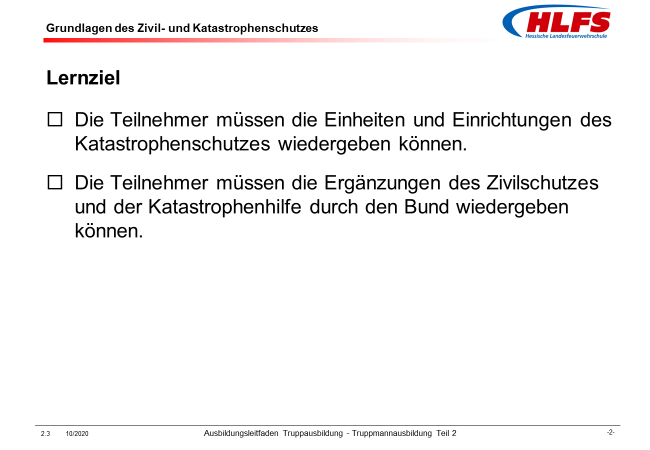 Grundlagen des Zivil- und Katastrophenschutzes
HLFS
Hessische Landesfeuerwehrschule
Lernziel
Die Teilnehmer müssen die Einheiten und Einrichtungen des
Katastrophenschutzes wiedergeben können.
Die Teilnehmer müssen die Ergänzungen des Zivilschutzes
und der Katastrophenhilfe durch den Bund wiedergeben
können.
2.3 10/2020 Ausbildungsleitfaden Truppausbildung - Truppmannausbildung Teil 2 -2-